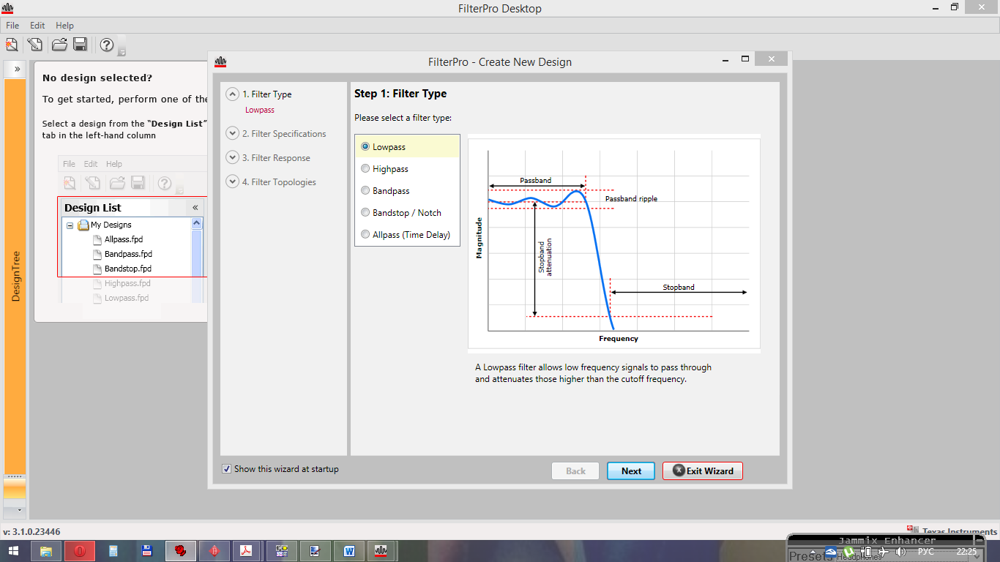 FilterPro Desktop
File Edit Help
No design selected?
To get started, perform one of the
Select a design from the “Design List”
tab in the left-hand column
File Edit Help
Design List «
My Designs
Allpass.fpd
Bandpass.fpd
Bandstop.fpd
Highpass.fpd
Lowpass.fpd
»
DesignTree
FilterPro - Create New Design
1. Filter Type
Lowpass
2. Filter Specifications
3. Filter Response
4. Filter Topologies
Step 1: Filter Type
Please select a filter type:
Lowpass
Highpass
Bandpass
Bandstop / Notch
Allpass (Time Delay)
Passband
Passband ripple
Magnitude
Stopband
attenuation
Stopband
Frequency
A Lowpass filter allows low frequency signals to pass through
and attenuates those higher than the cutoff frequency.
Show this wizard at startup
Back Next Exit Wizard
v: 3.1.0.23446
Texas Instruments
Jammix Enhancer
Presets Headphones
РУС 22:25